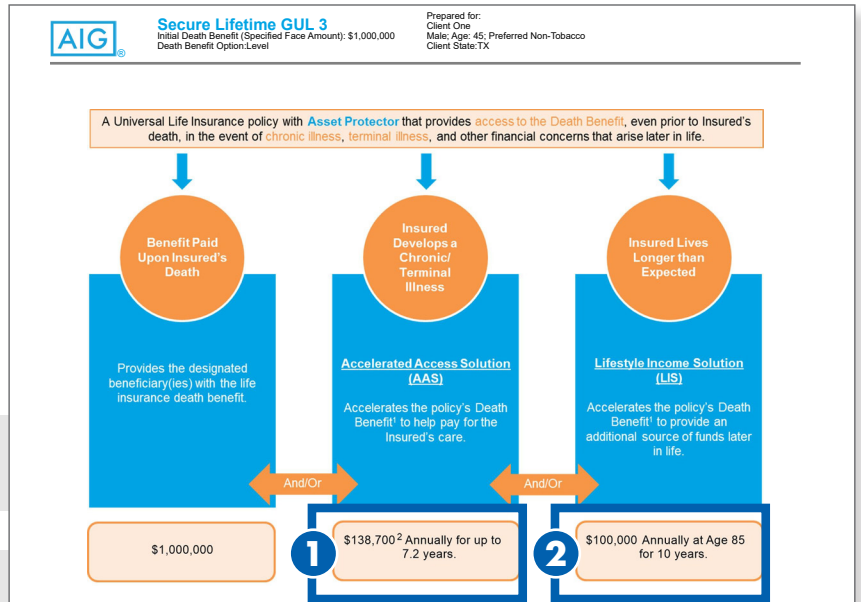 AIG®
Secure Lifetime GUL 3
Initial Death Benefit (Specified Face Amount): $1,000,000
Death Benefit Option:Level
Prepared for:
Client One
Male; Age: 45; Preferred Non-Tobacco
Client State:TX
A Universal Life Insurance policy with Asset Protector that provides access to the Death Benefit, even prior to Insured's
death, in the event of chronic illness, terminal illness, and other financial concerns that arise later in life.
Benefit Paid
Upon Insured's
Death
Insured
Develops a
Chronic/
Terminal
Illness
Insured Lives
Longer than
Expected
Provides the designated
beneficiary(ies) with the life
insurance death benefit.
Accelerated Access Solution
(AAS)
Accelerates the policy's Death
Benefit¹ to help pay for the
Insured's care.
Lifestyle Income Solution
(LIS)
Accelerates the policy's Death
Benefit¹ to provide an
additional source of funds later
in life.
And/Or
And/Or
$1,000,000
1
$138,700² Annually for up to
7.2 years.
2
$100,000 Annually at Age 85
for 10 years.